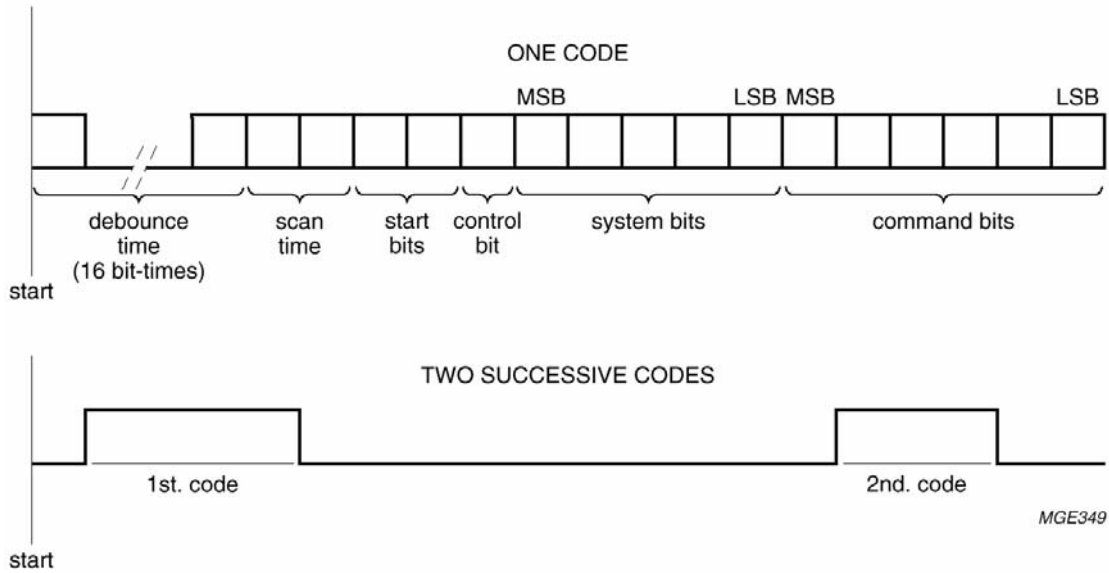 ONE CODE
MSB LSB MSB LSB
debounce time (16 bit-times)
scan time
start bits
control bit
system bits
command bits
start
TWO SUCCESSIVE CODES
1st. code
2nd. code
MGE349
start